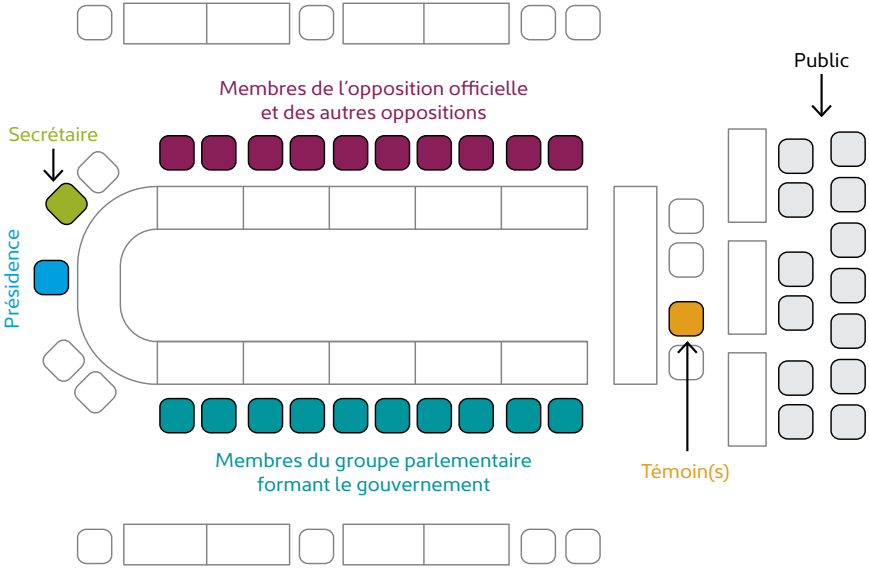 Public
Membres de l'opposition officielle
et des autres oppositions
Secrétaire
Présidence
Membres du groupe parlementaire
formant le gouvernement
Témoin(s)